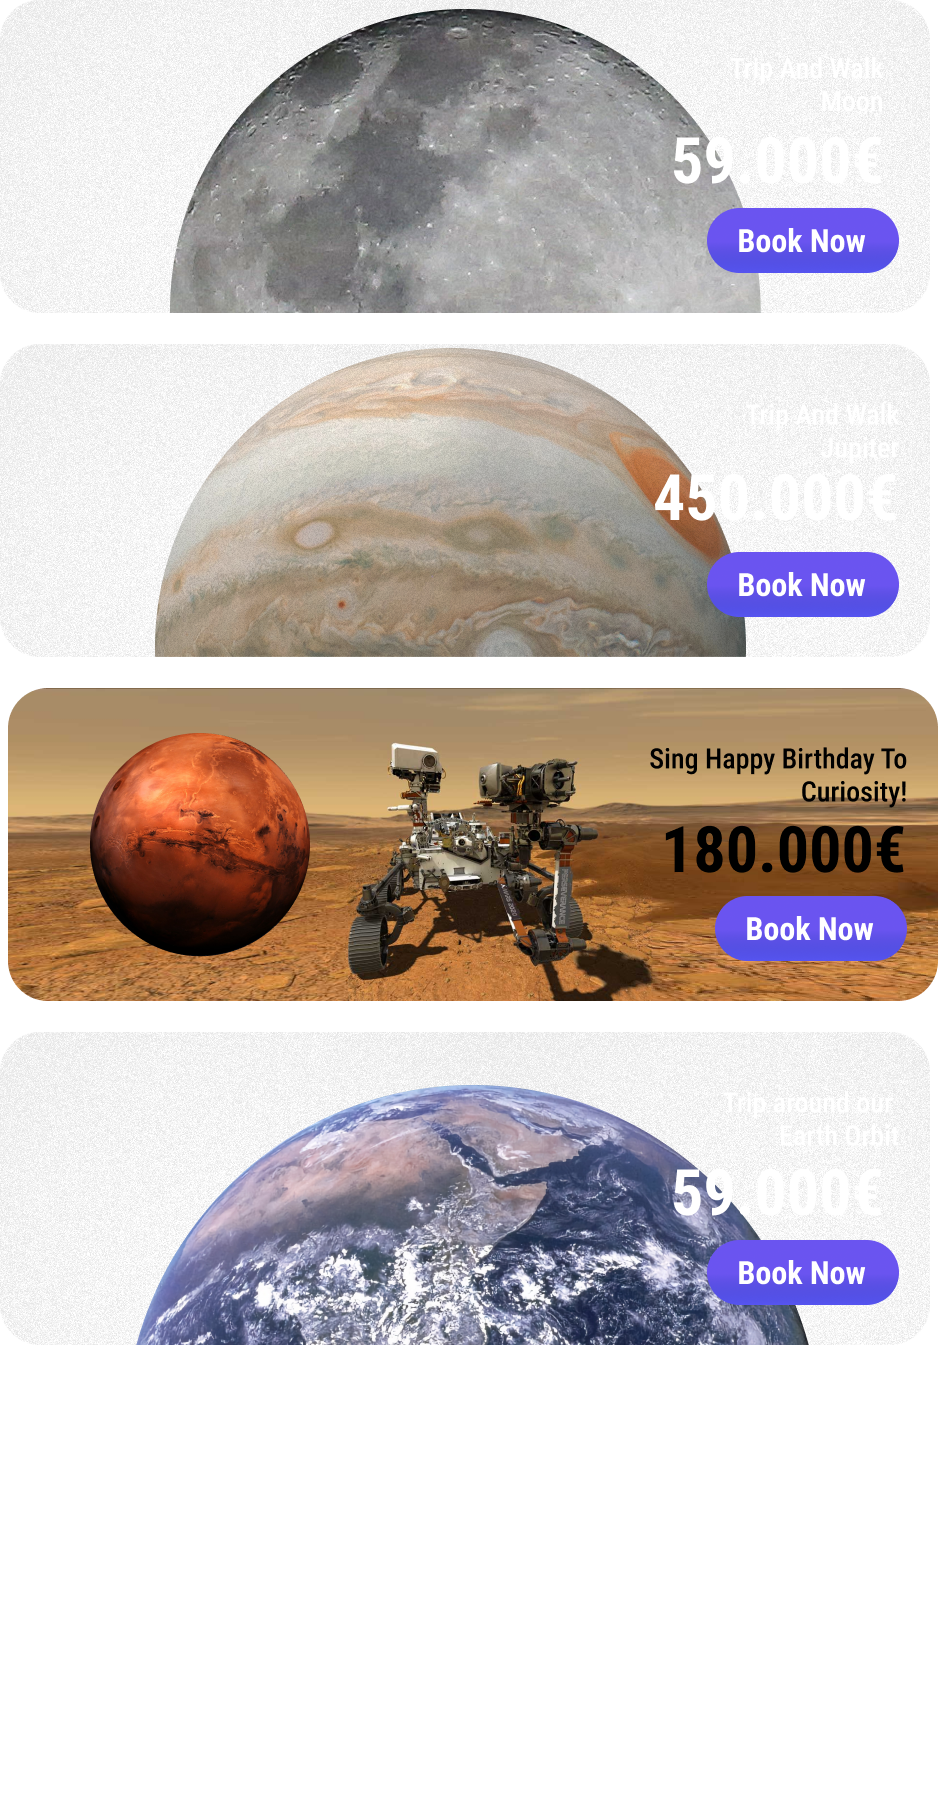 Trip And Walk
Moon
59.000€
Book Now
Trip And Walk
Jupiter
450.000€
Book Now
Sing Happy Birthday To
Curiosity!
180.000€
Book Now
PERSEVERANCE
Trip around our
Earth Orbit
59.000€
Book Now